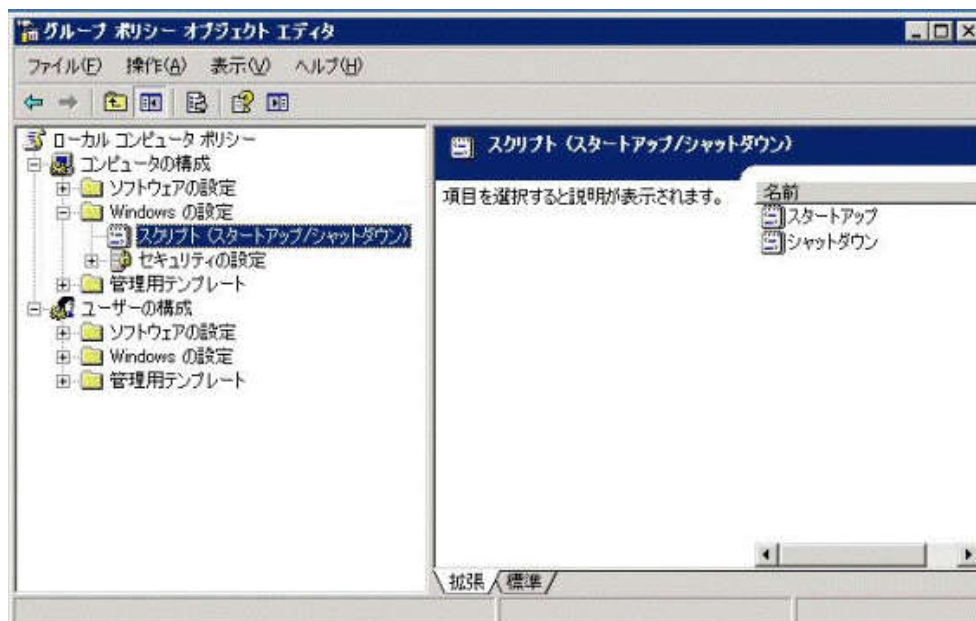 グループ ポリシー オブジェクト エディタ
ファイル(F) 操作(A) 表示(V) ヘルプ(H)
ローカル コンピュータ ポリシー
コンピュータの構成
ソフトウェアの設定
Windows の設定
スクリプト (スタートアップ/シャットダウン)
セキュリティの設定
管理用テンプレート
ユーザーの構成
ソフトウェアの設定
Windows の設定
管理用テンプレート
スクリプト (スタートアップ/シャットダウン)
項目を選択すると説明が表示されます。
名前
スタートアップ
シャットダウン
拡張 標準